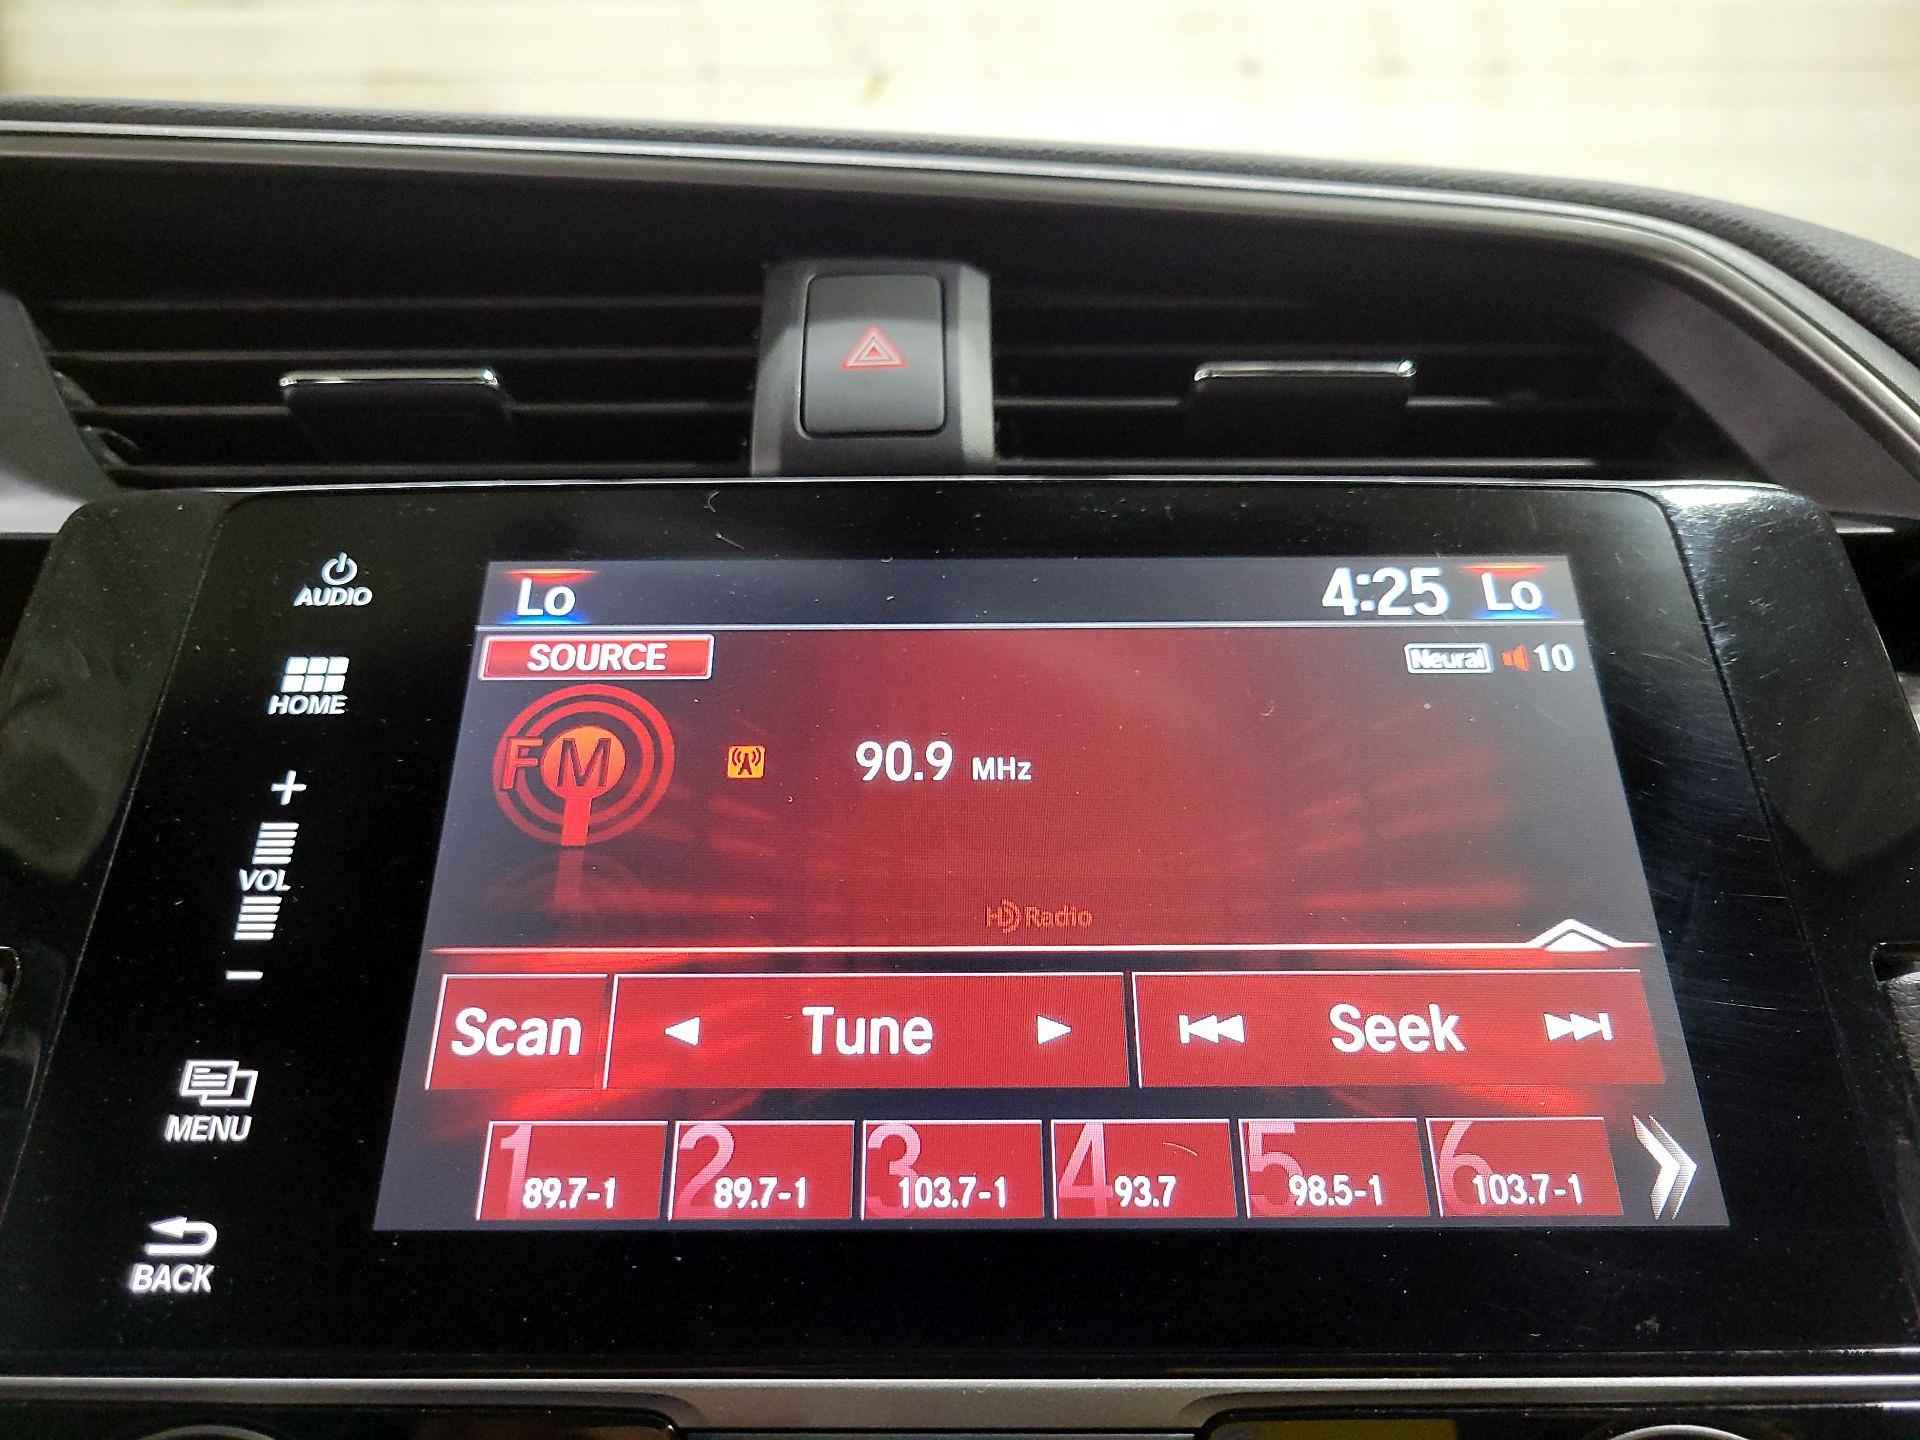 AUDIO
HOME
+
VOL
−
MENU
BACK
Lo
4:25 Lo
SOURCE
Neural 10
FM
90.9 MHz
HD Radio
Scan
Tune
Seek
1 89.7-1
2 89.7-1
3 103.7-1
4 93.7
5 98.5-1
6 103.7-1